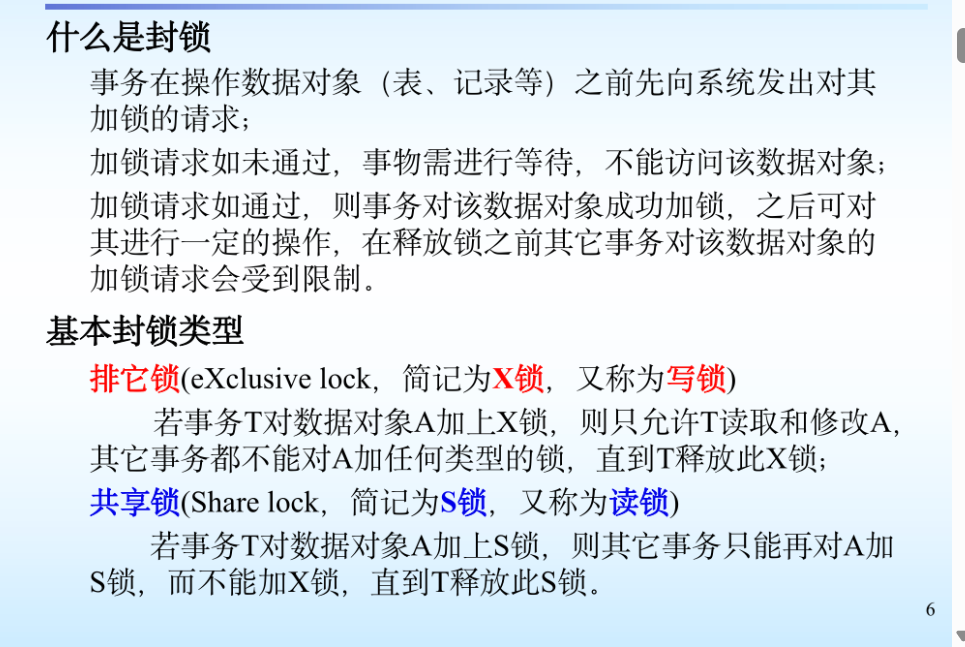 什么是封锁
事务在操作数据对象（表、记录等）之前先向系统发出对其
加锁的请求；
加锁请求如未通过，事物需进行等待，不能访问该数据对象；
加锁请求如通过，则事务对该数据对象成功加锁，之后可对
其进行一定的操作，在释放锁之前其它事务对该数据对象的
加锁请求会受到限制。
基本封锁类型
排它锁(eXclusive lock，简记为X锁，又称为写锁)
若事务T对数据对象A加上X锁，则只允许T读取和修改A，
其它事务都不能对A加任何类型的锁，直到T释放此X锁；
共享锁(Share lock，简记为S锁，又称为读锁)
若事务T对数据对象A加上S锁，则其它事务只能再对A加
S锁，而不能加X锁，直到T释放此S锁。
6